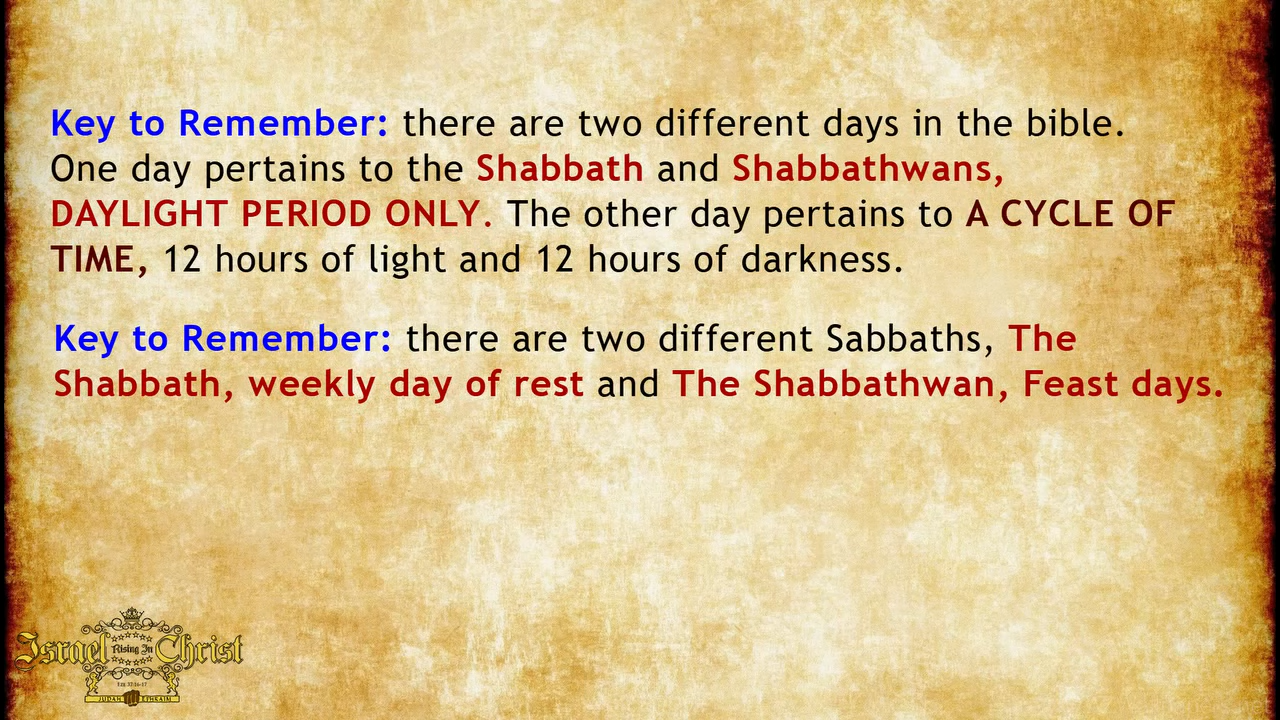 Key to Remember: there are two different days in the bible.
One day pertains to the Shabbath and Shabbathwans,
DAYLIGHT PERIOD ONLY. The other day pertains to A CYCLE OF
TIME, 12 hours of light and 12 hours of darkness.
Key to Remember: there are two different Sabbaths, The
Shabbath, weekly day of rest and The Shabbathwan, Feast days.
Israel Rising In Christ
JUDAH EPHRAIM